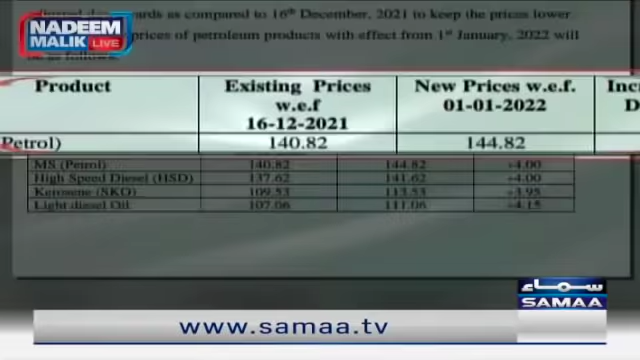 NADEEM
MALIK LIVE
as compared to 16th December, 2021 to keep the prices lower
prices of petroleum products with effect from 1st January, 2022 will
be as follows
Product Existing Prices w.e.f 16-12-2021 New Prices w.e.f. 01-01-2022
Petrol) 140.82 144.82
MS (Petrol) 140.82 144.82 +4.00
High Speed Diesel (HSD) 137.62 141.62 +4.00
Kerosene (SKO) 109.53 113.53 +3.95
Light diesel Oil 107.06 111.06 +4.15
سماء
SAMAA
www.samaa.tv